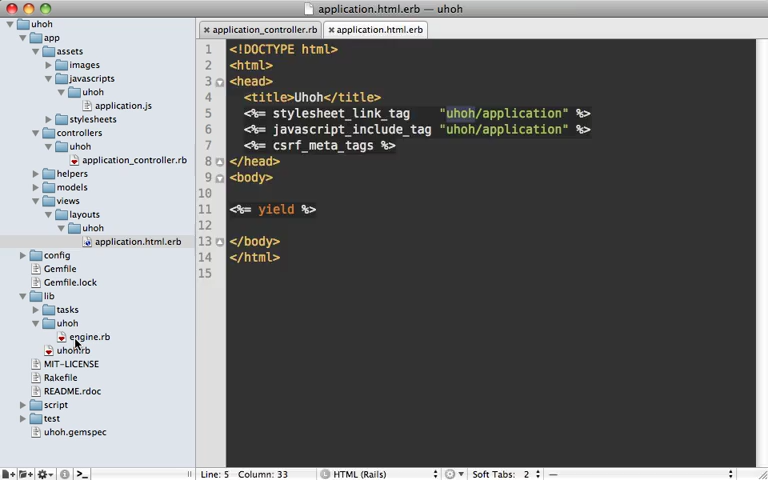 application.html.erb — uhoh
uhoh
app
assets
images
javascripts
uhoh
application.js
stylesheets
controllers
uhoh
application_controller.rb
helpers
models
views
layouts
uhoh
application.html.erb
config
Gemfile
Gemfile.lock
lib
tasks
uhoh
engine.rb
uhoh.rb
MIT-LICENSE
Rakefile
README.rdoc
script
test
uhoh.gemspec
application_controller.rb application.html.erb
1 <!DOCTYPE html>
2 <html>
3 <head>
4 <title>Uhoh</title>
5 <%= stylesheet_link_tag "uhoh/application" %>
6 <%= javascript_include_tag "uhoh/application" %>
7 <%= csrf_meta_tags %>
8 </head>
9 <body>
10
11 <%= yield %>
12
13 </body>
14 </html>
15
Line: 5 Column: 33 HTML (Rails) Soft Tabs: 2 —